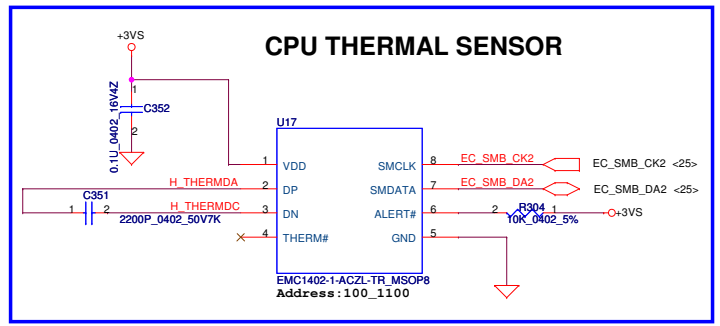 +3VS
CPU THERMAL SENSOR
1
C352
2
0.1U_0402_16V4Z
U17
1 VDD
SMCLK 8 EC_SMB_CK2 EC_SMB_CK2 <25>
H_THERMDA 2 DP
SMDATA 7 EC_SMB_DA2 EC_SMB_DA2 <25>
C351
1 2 H_THERMDC 3 DN
2200P_0402_50V7K
ALERT# 6 2 R304 1 +3VS
10K_0402_5%
4 THERM#
GND 5
EMC1402-1-ACZL-TR_MSOP8
Address:100_1100